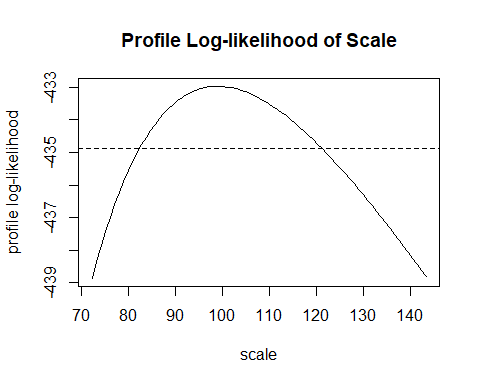 Profile Log-likelihood of Scale
profile log-likelihood
-433
-435
-437
-439
70 80 90 100 110 120 130 140
scale